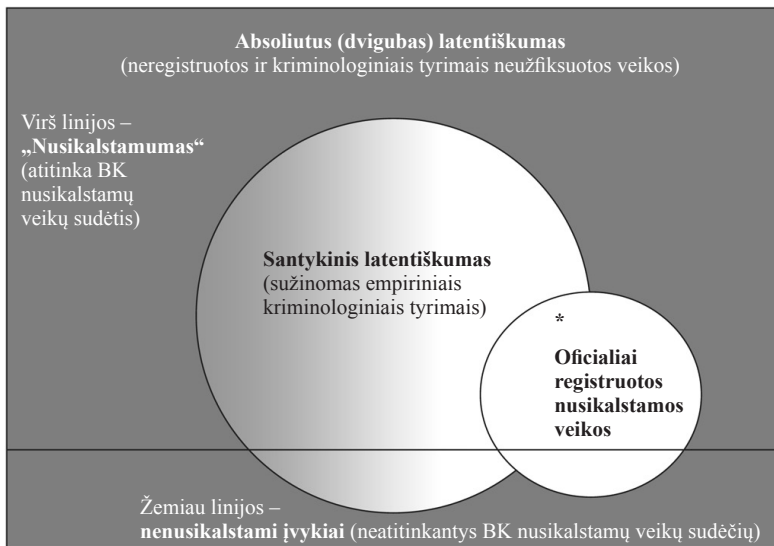 Absoliutus (dvigubas) latentiškumas
(neregistruotos ir kriminologiniais tyrimais neužfiksuotos veikos)
Virš linijos –
„Nusikalstamumas“
(atitinka BK
nusikalstamų
veikų sudėtis)
Santykinis latentiškumas
(sužinomas empiriniais
kriminologiniais tyrimais)
*
Oficialiai
registruotos
nusikalstamos
veikos
Žemiau linijos –
nenusikalstami įvykiai (neatitinkantys BK nusikalstamų veikų sudėčių)